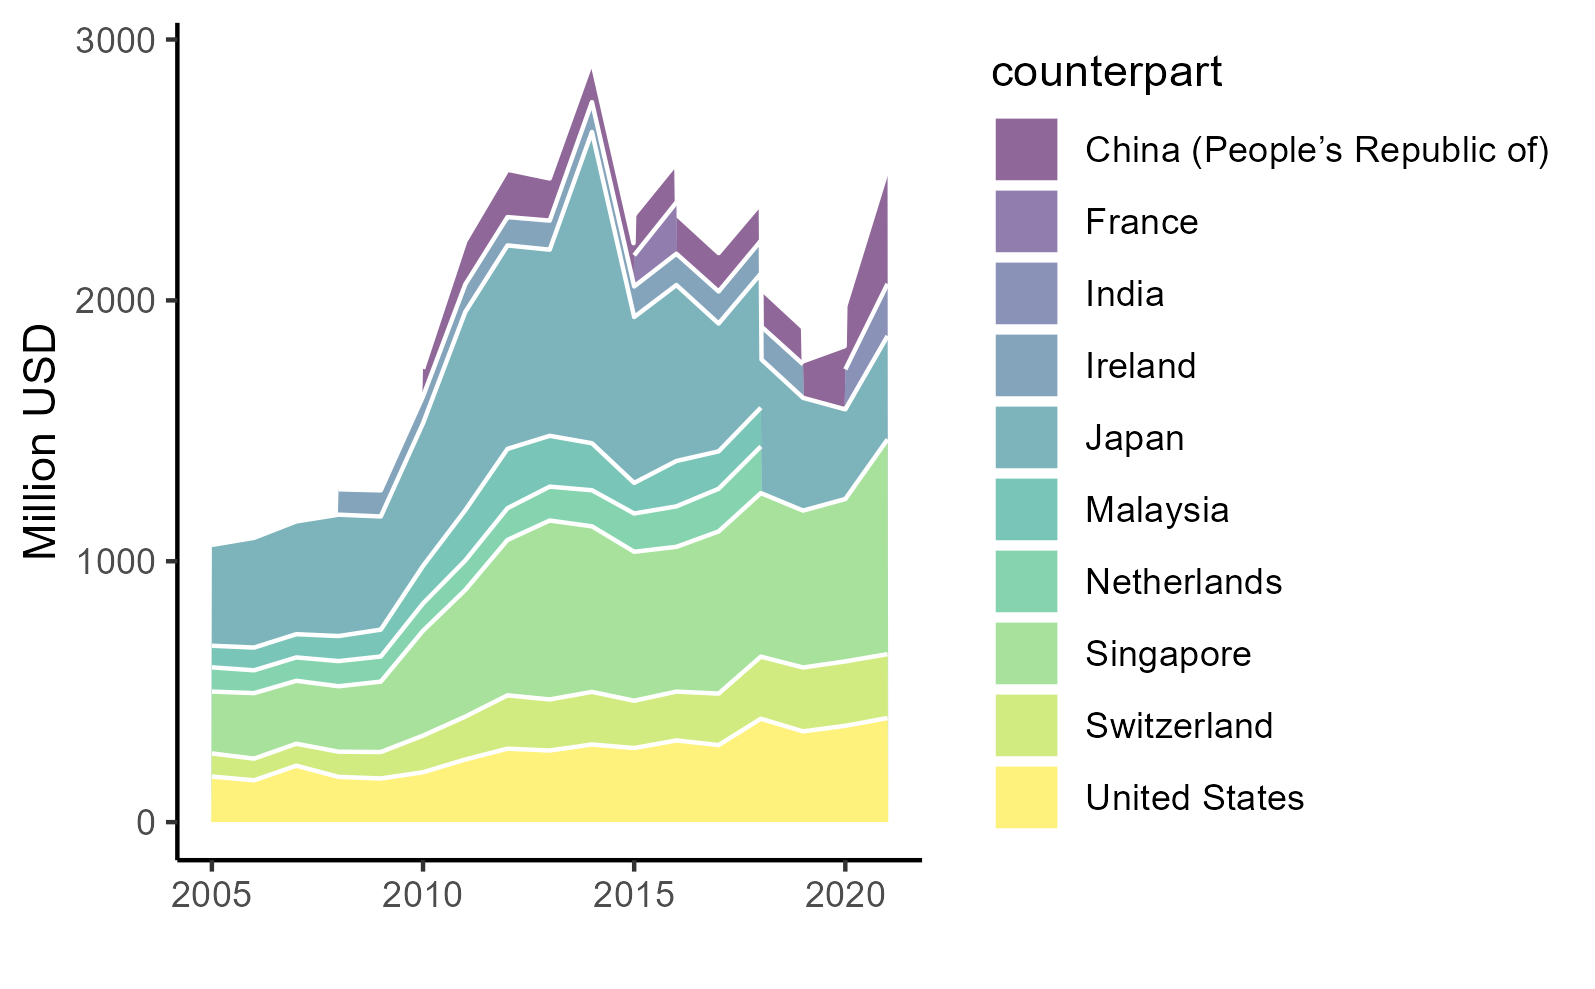 3000
2000
1000
0
Million USD
2005
2010
2015
2020
counterpart
China (People’s Republic of)
France
India
Ireland
Japan
Malaysia
Netherlands
Singapore
Switzerland
United States